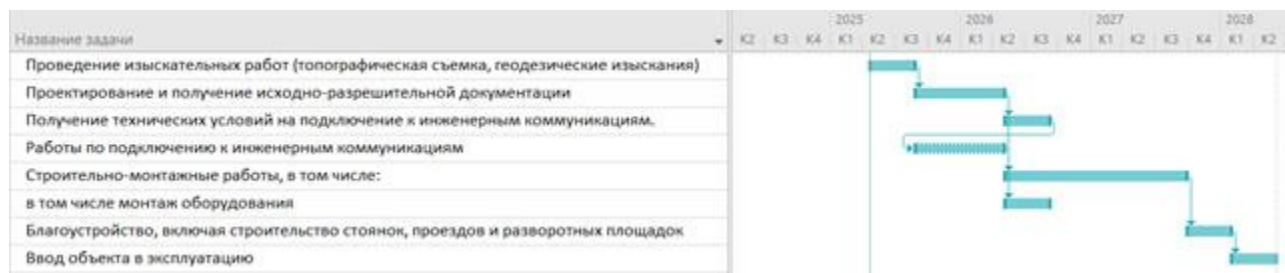 2025 2026 2027 2028
Название задачи К2 К3 К4 К1 К2 К3 К4 К1 К2 К3 К4 К1 К2 К3 К4 К1 К2
Проведение изыскательных работ (топографическая съемка, геодезические изыскания)
Проектирование и получение исходно-разрешительной документации
Получение технических условий на подключение к инженерным коммуникациям.
Работы по подключению к инженерным коммуникациям
Строительно-монтажные работы, в том числе:
в том числе монтаж оборудования
Благоустройство, включая строительство стоянок, проездов и разворотных площадок
Ввод объекта в эксплуатацию